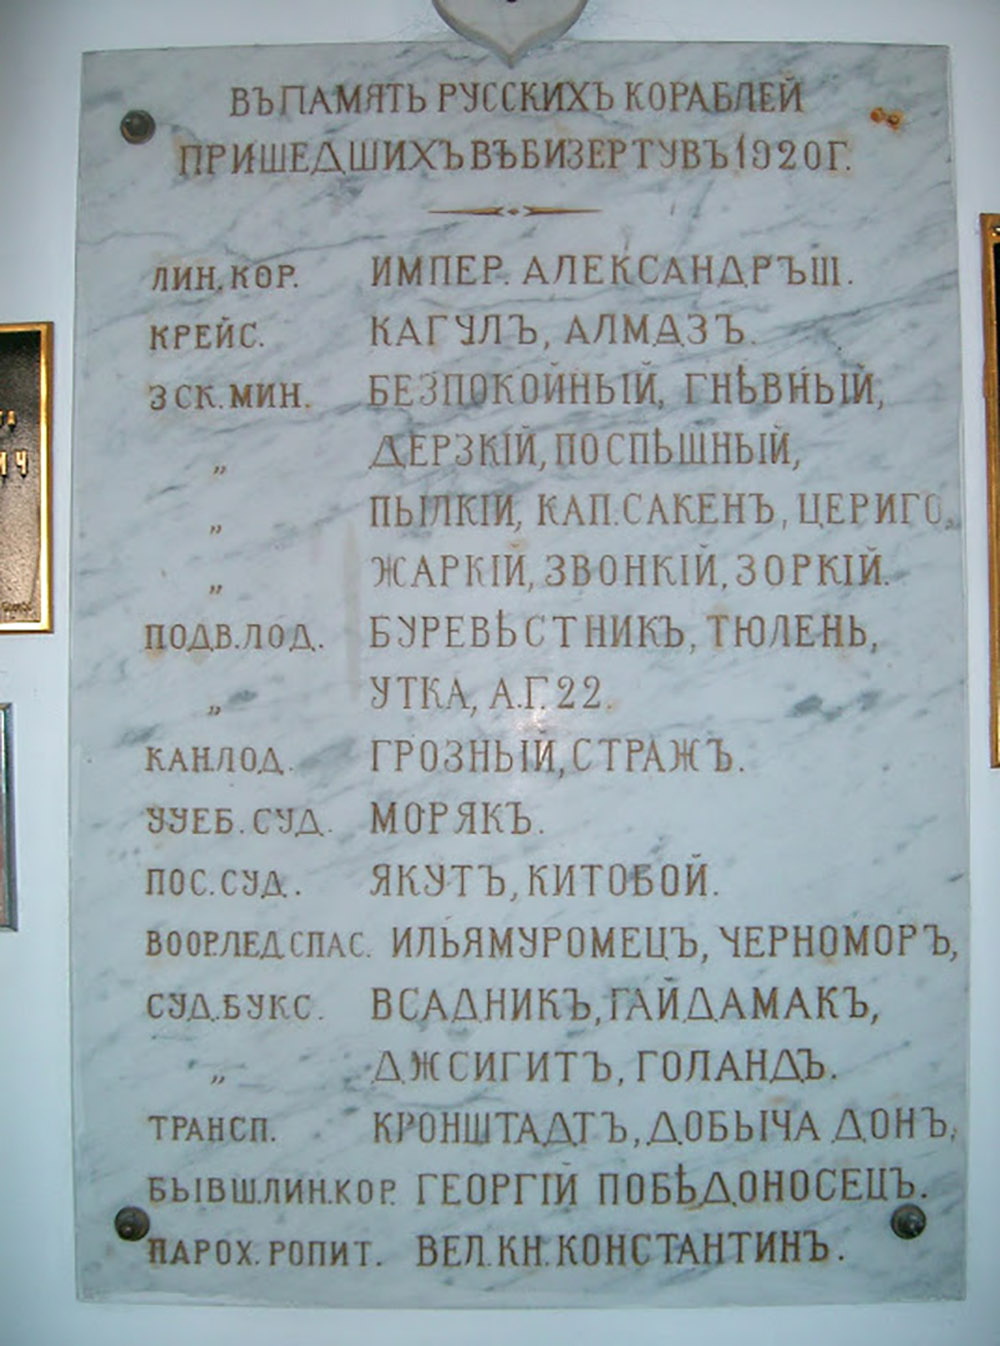 ВЪ ПАМЯТЬ РУССКИХЪ КОРАБЛЕЙ
ПРИШЕДШИХЪ ВЪ БИЗЕРТУ ВЪ 1920 Г.
ЛИН. КОР. ИМПЕР. АЛЕКСАНДРЪ III.
КРЕЙС. КАГУЛЪ, АЛМАЗЪ.
ЭСК. МИН. БЕЗПОКОЙНЫЙ, ГНѢВНЫЙ,
„ ДЕРЗКІЙ, ПОСПѢШНЫЙ,
„ ПЫЛКІЙ, КАП. САКЕНЪ, ЦЕРИГО,
„ ЖАРКІЙ, ЗВОНКІЙ, ЗОРКІЙ.
ПОДВ. ЛОД. БУРЕВѢСТНИКЪ, ТЮЛЕНЬ,
„ УТКА, А.Г. 22.
КАН. ЛОД. ГРОЗНЫЙ, СТРАЖЪ.
УЧЕБ. СУД. МОРЯКЪ.
ПОС. СУД. ЯКУТЪ, КИТОБОЙ.
ВООР. ЛЕД. СПАС. ИЛЬЯ МУРОМЕЦЪ, ЧЕРНОМОРЪ,
СУД. БУКС. ВСАДНИКЪ, ГАЙДАМАКЪ,
„ ДЖСИГИТЪ, ГОЛАНДЪ.
ТРАНСП. КРОНШТАДТЪ, ДОБЫЧА ДОНЪ,
БЫВШ. ЛИН. КОР. ГЕОРГІЙ ПОБѢДОНОСЕЦЪ.
ПАРОХ. РОПИТ. ВЕЛ. КН. КОНСТАНТИНЪ.